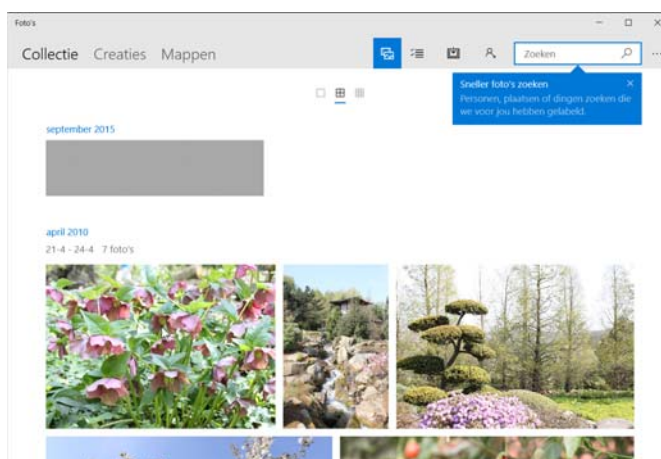 Foto's
Collectie Creaties Mappen
Zoeken
Sneller foto's zoeken
Personen, plaatsen of dingen zoeken die
we voor jou hebben gelabeld.
september 2015
april 2010
21-4 - 24-4 7 foto's